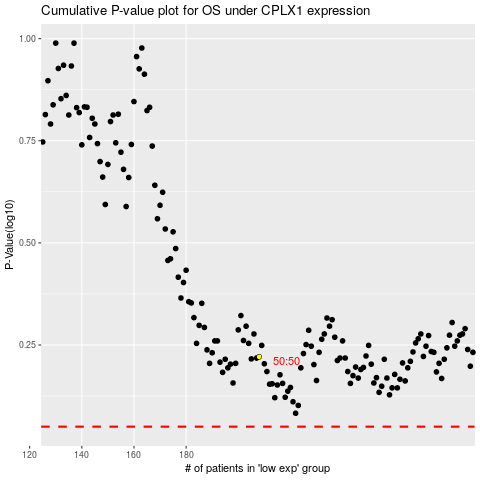 Cumulative P-value plot for OS under CPLX1 expression
P-Value(log10)
1.00
0.75
0.50
0.25
50:50
120 140 160 180
# of patients in 'low exp' group